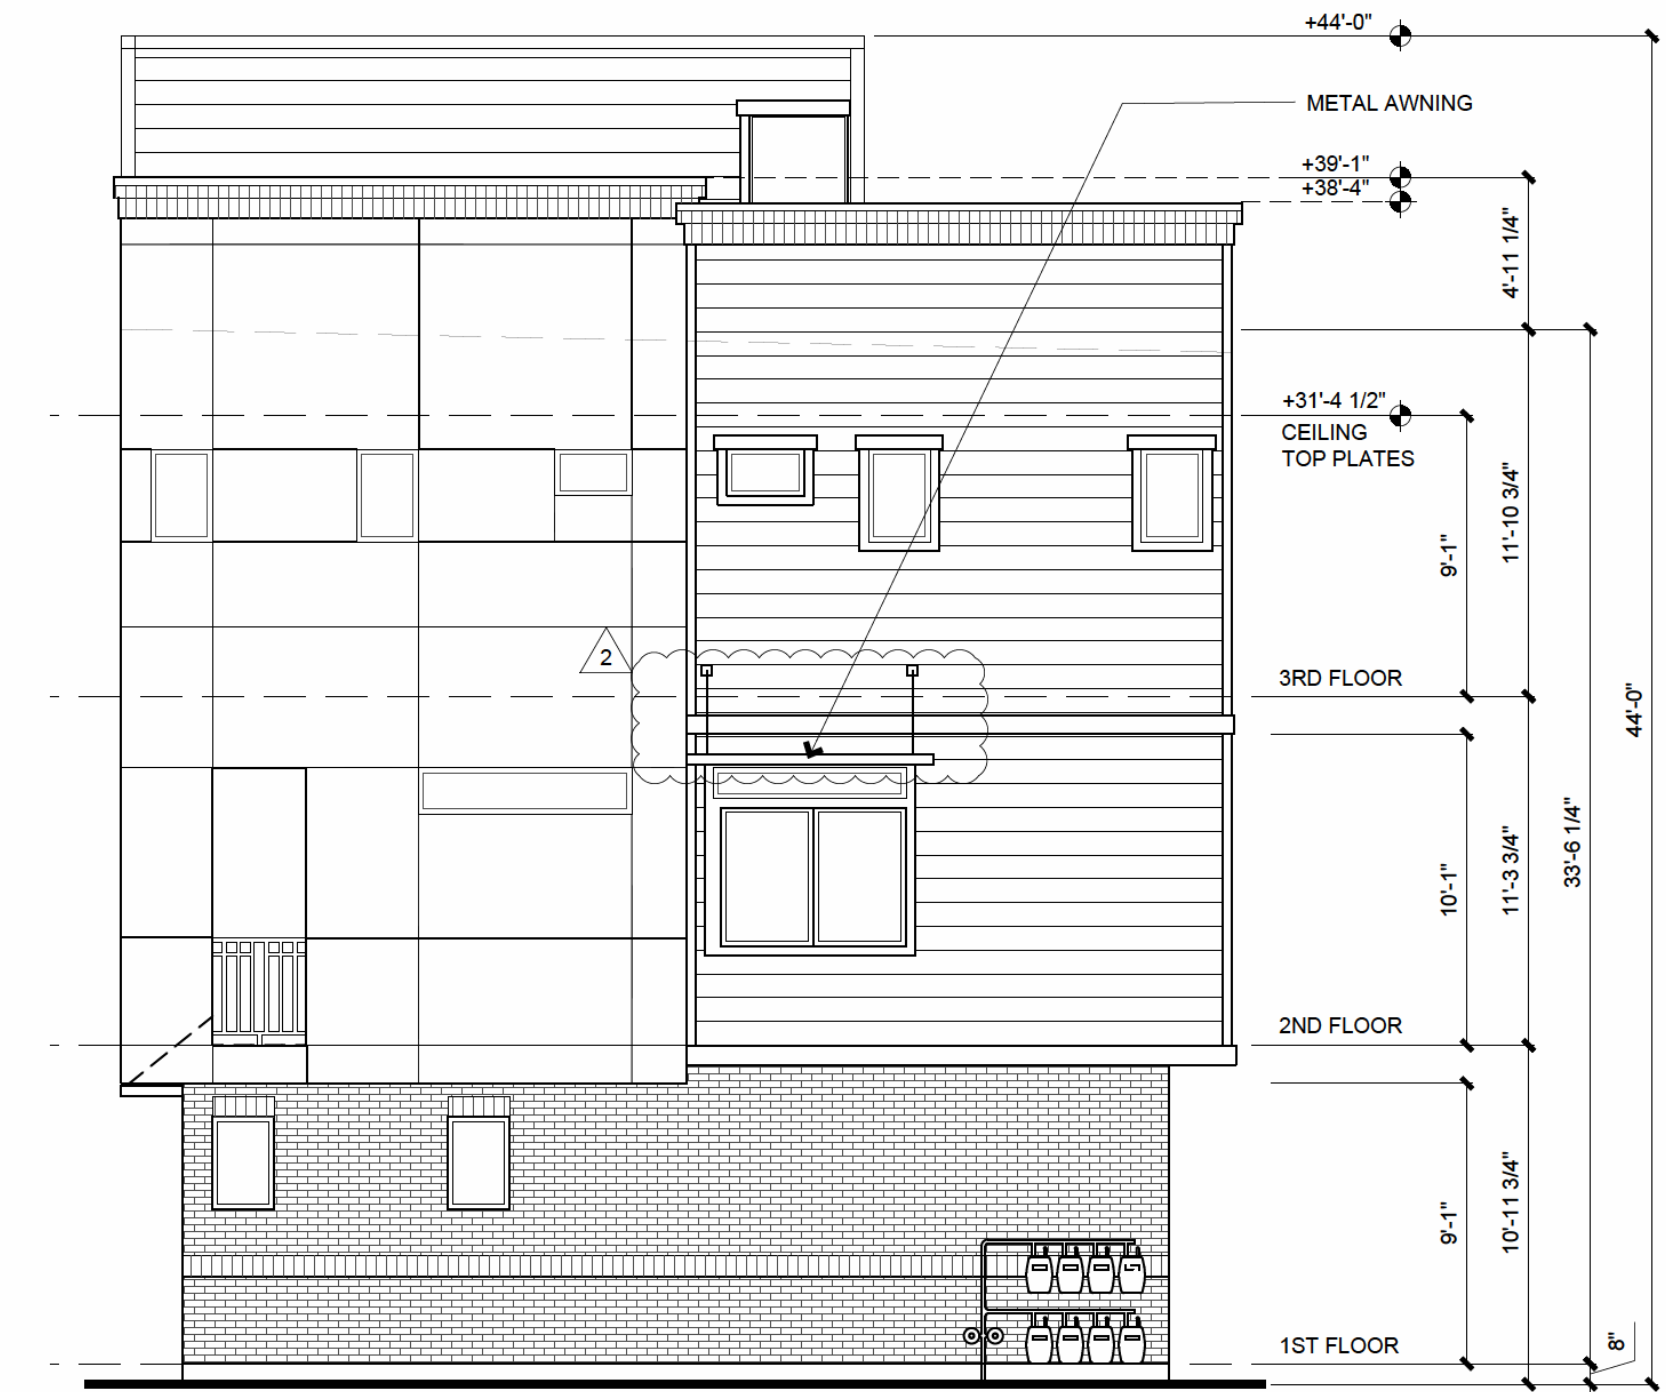 +44'-0"
METAL AWNING
+39'-1"
+38'-4"
4'-11 1/4"
+31'-4 1/2"
CEILING
TOP PLATES
11'-10 3/4"
9'-1"
2
3RD FLOOR
44'-0"
33'-6 1/4"
11'-3 3/4"
10'-1"
2ND FLOOR
9'-1"
10'-11 3/4"
1ST FLOOR
8"